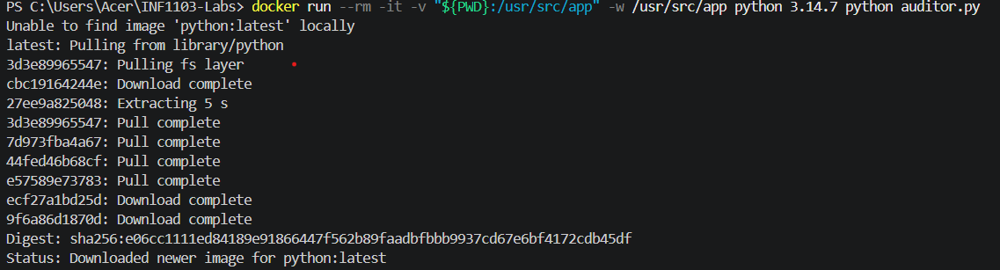 PS C:\Users\Acer\INF1103-Labs> docker run --rm -it -v "${PWD}:/usr/src/app" -w /usr/src/app python 3.14.7 python auditor.py
Unable to find image 'python:latest' locally
latest: Pulling from library/python
3d3e89965547: Pulling fs layer
cbc19164244e: Download complete
27ee9a825048: Extracting 5 s
3d3e89965547: Pull complete
7d973fba4a67: Pull complete
44fed46b68cf: Pull complete
e57589e73783: Pull complete
ecf27a1bd25d: Download complete
9f6a86d1870d: Download complete
Digest: sha256:e06cc1111ed84189e91866447f562b89faadbfbbb9937cd67e6bf4172cdb45df
Status: Downloaded newer image for python:latest